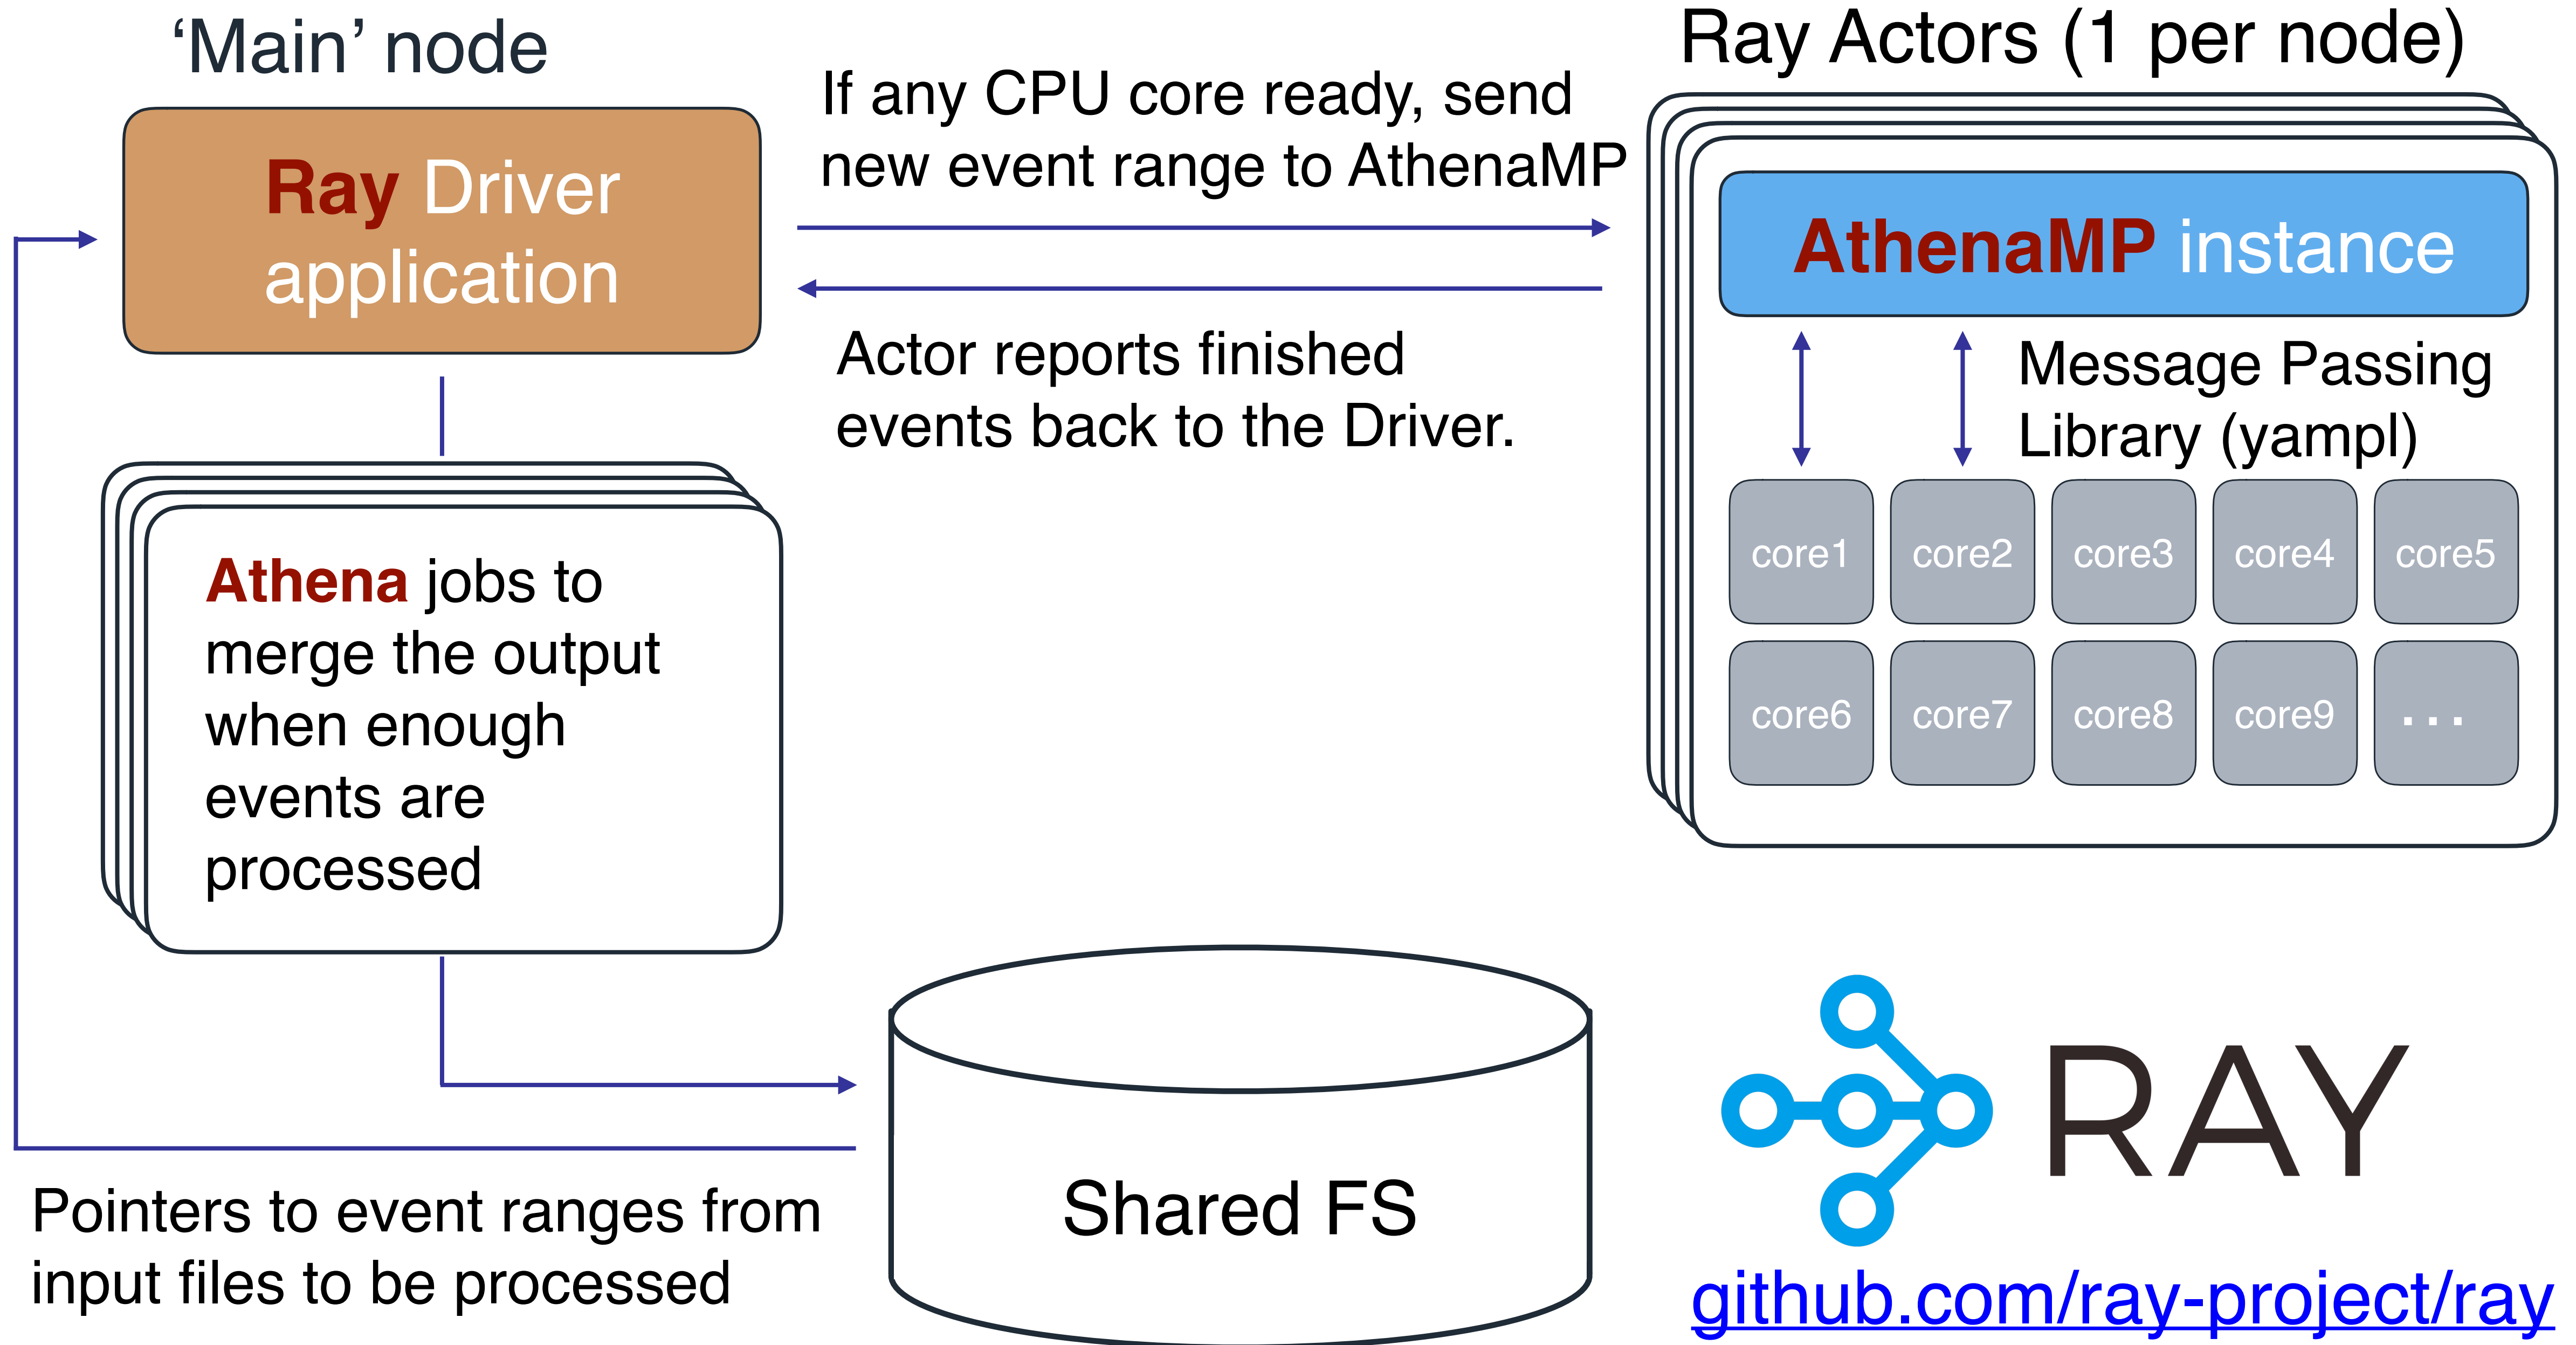 ‘Main’ node
Ray Driver
application
If any CPU core ready, send
new event range to AthenaMP
Actor reports finished
events back to the Driver.
Ray Actors (1 per node)
AthenaMP instance
Message Passing
Library (yampl)
core1 core2 core3 core4 core5
core6 core7 core8 core9 ...
Athena jobs to
merge the output
when enough
events are
processed
Pointers to event ranges from
input files to be processed
Shared FS
RAY
github.com/ray-project/ray